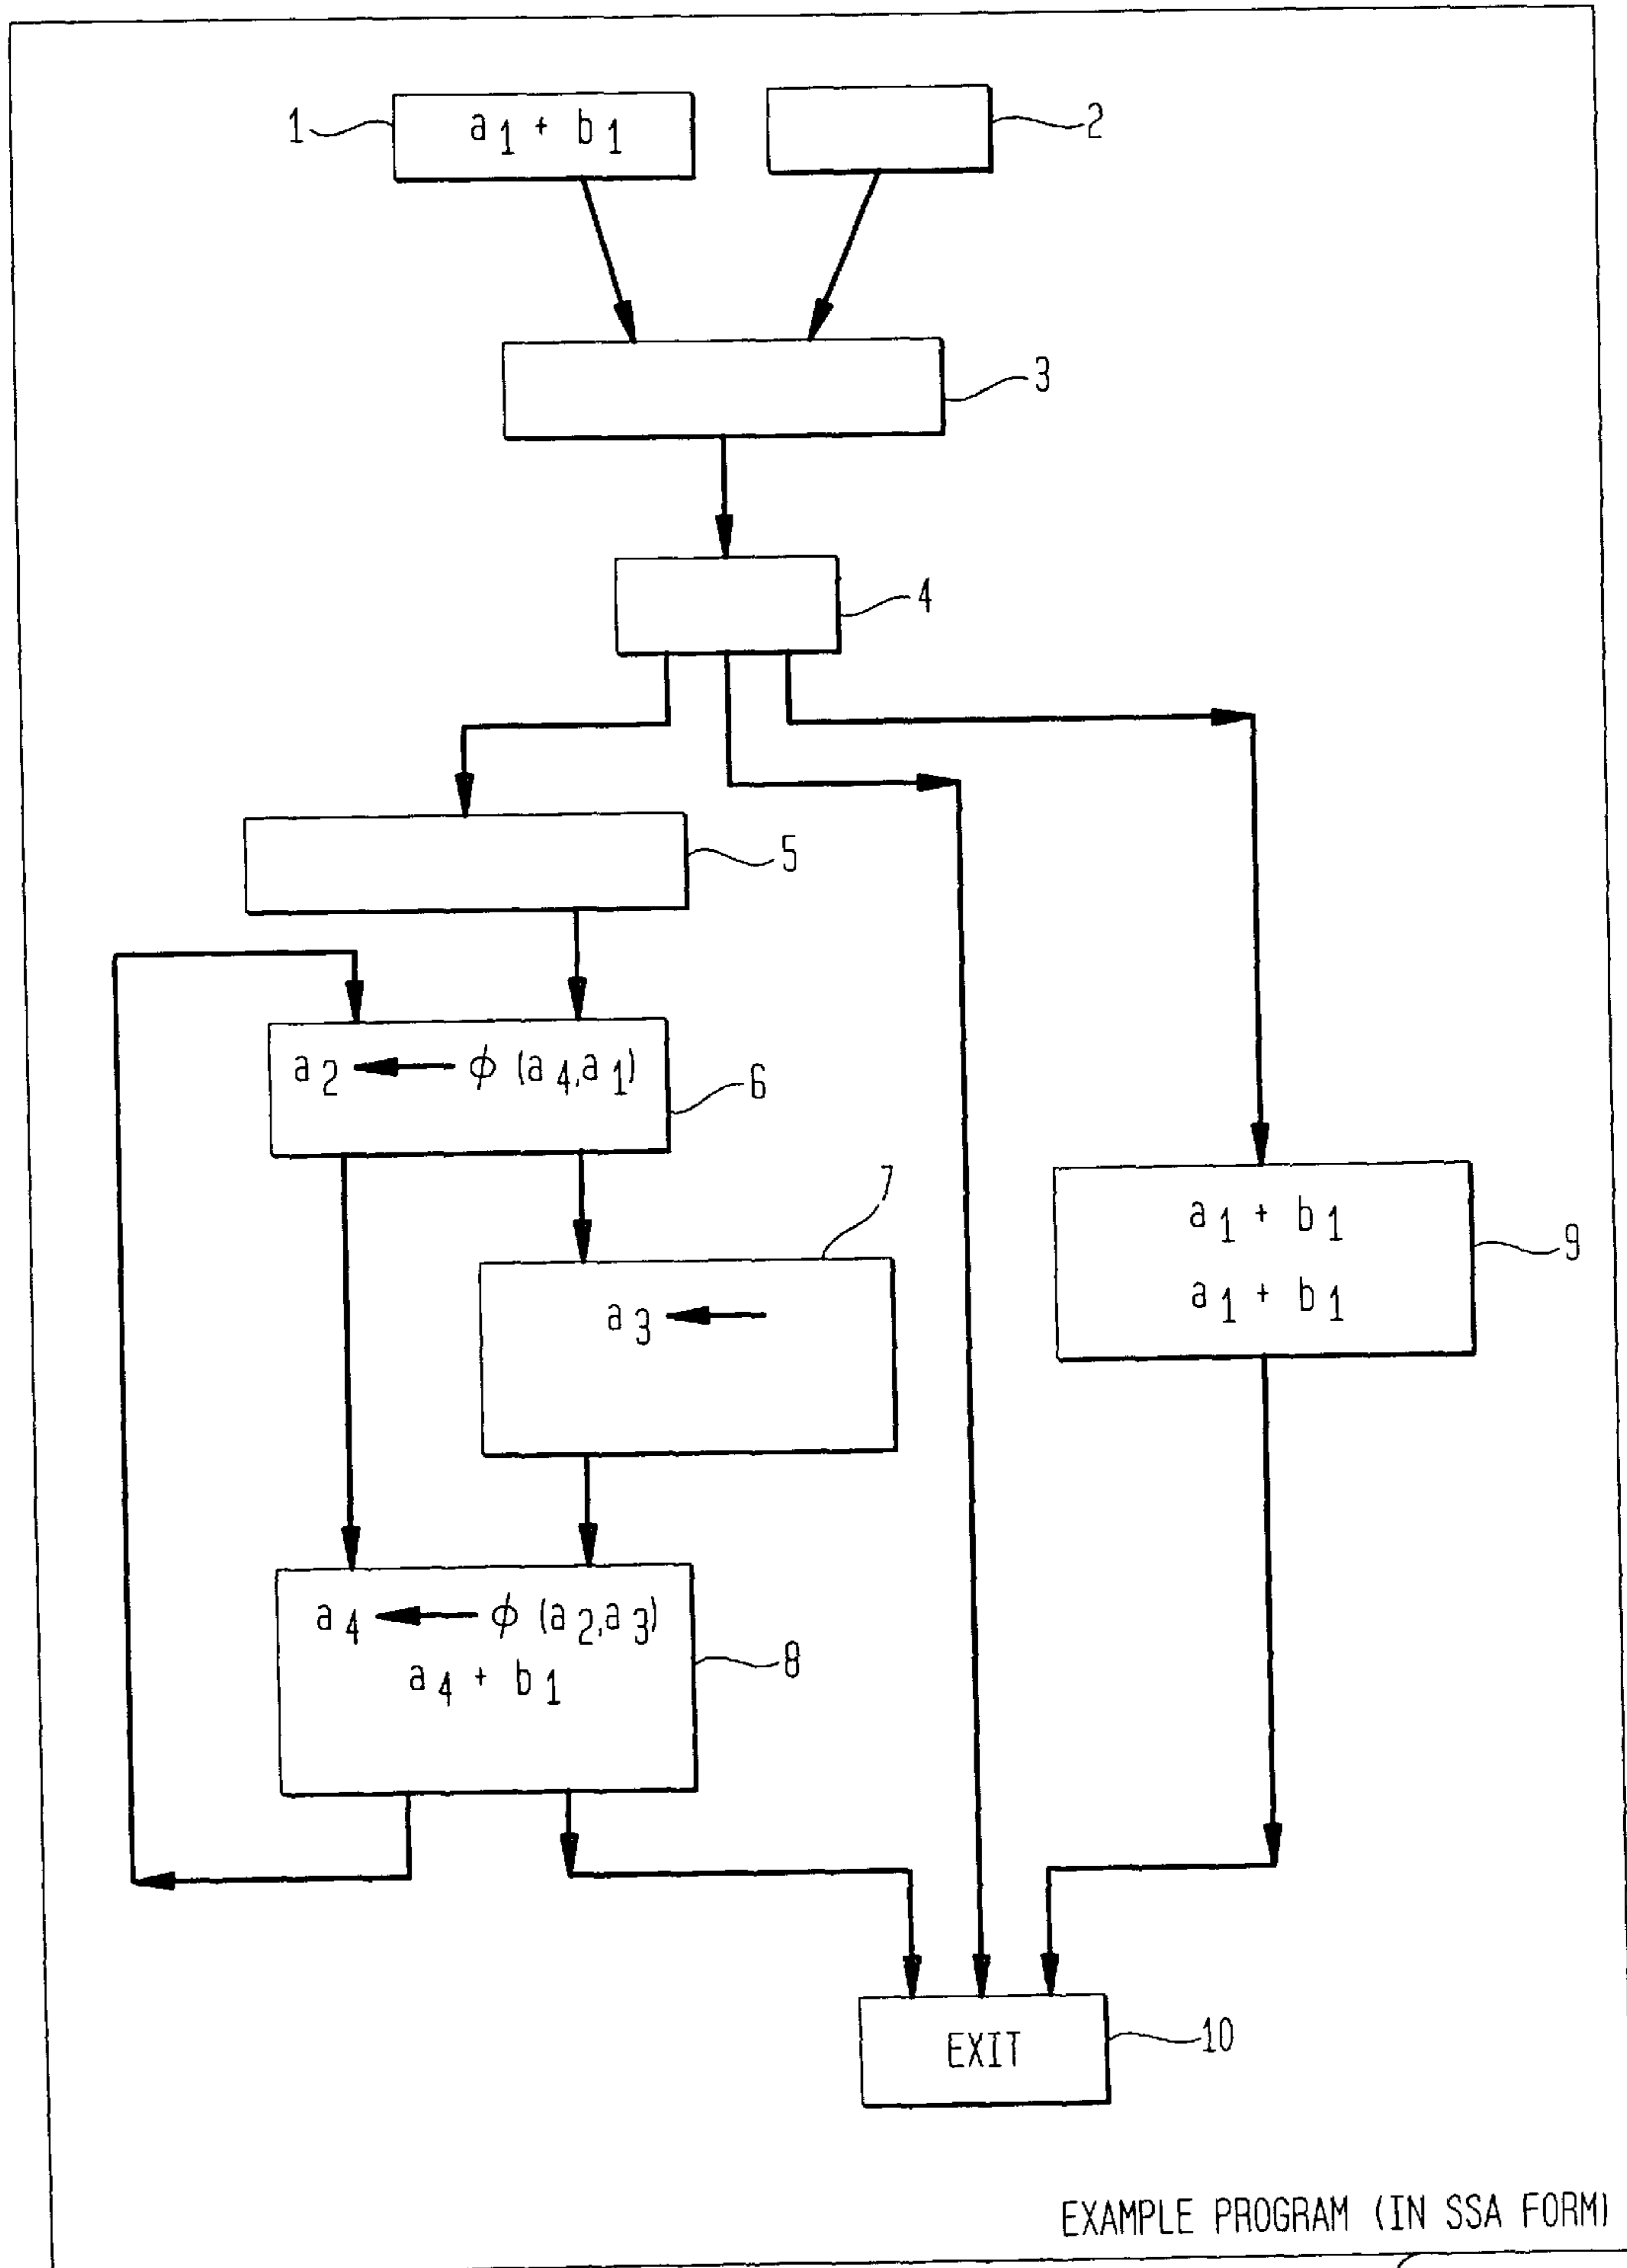 1
a1 + b1
2
3
4
5
a2 ← φ (a4,a1)
6
7
a3 ←
a1 + b1
a1 + b1
9
a4 ← φ (a2,a3)
a4 + b1
8
EXIT
10
EXAMPLE PROGRAM (IN SSA FORM)